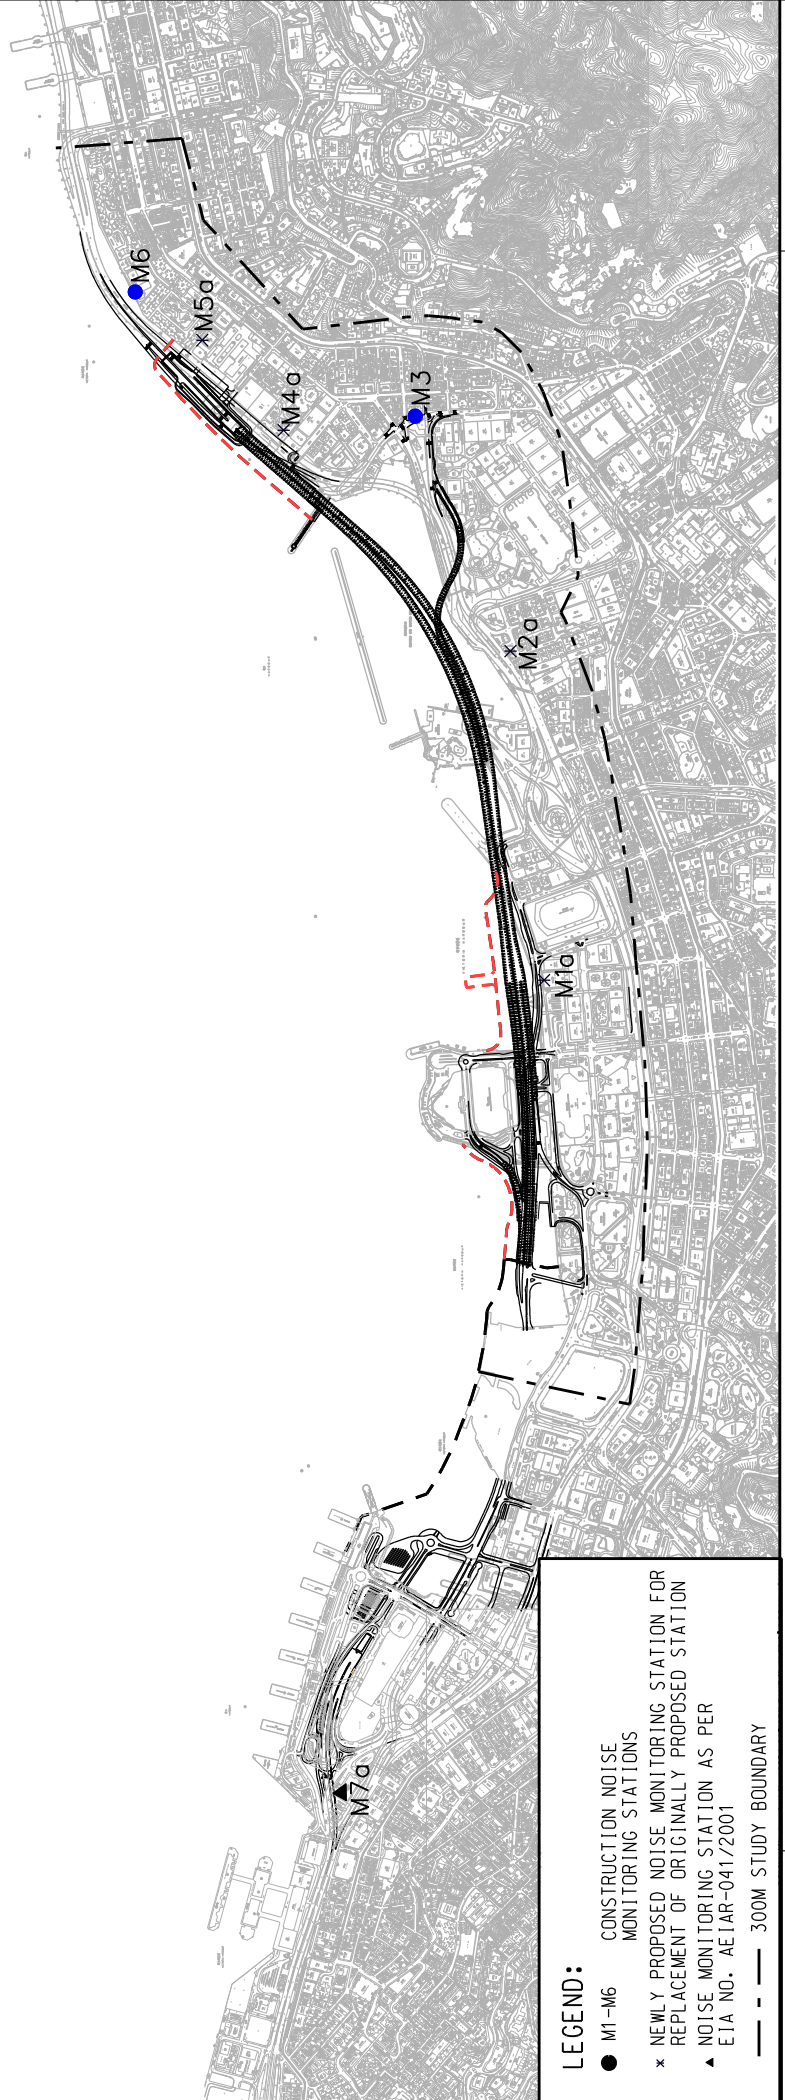 M6
M5a
M4a
M3
M2a
M1a
M7a
LEGEND:
M1-M6 CONSTRUCTION NOISE
MONITORING STATIONS
NEWLY PROPOSED NOISE MONITORING STATION FOR
REPLACEMENT OF ORIGINALLY PROPOSED STATION
NOISE MONITORING STATION AS PER
EIA NO. AEIAR-041/2001
300M STUDY BOUNDARY